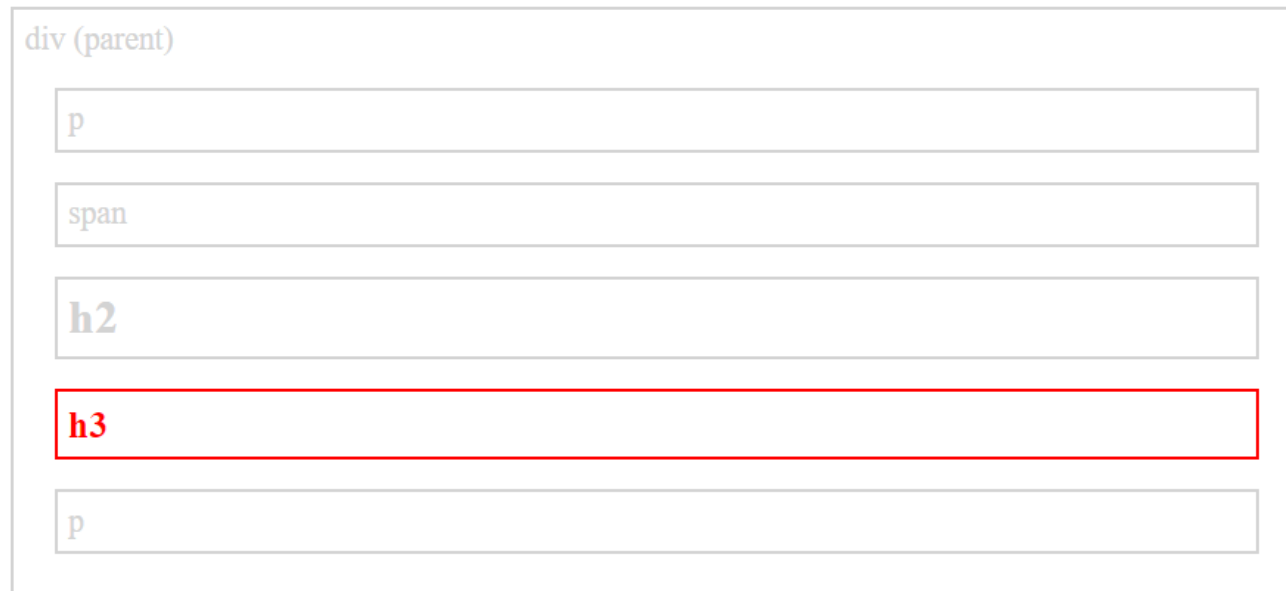 div (parent)
p
span
h2
h3
p